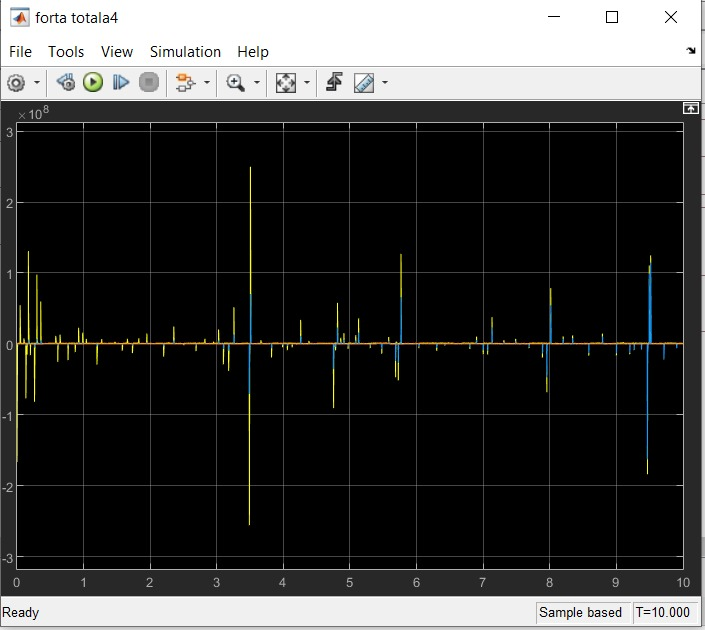 forta totala4
File Tools View Simulation Help
×10⁸
3
2
1
0
-1
-2
-3
0 1 2 3 4 5 6 7 8 9 10
Ready Sample based T=10.000